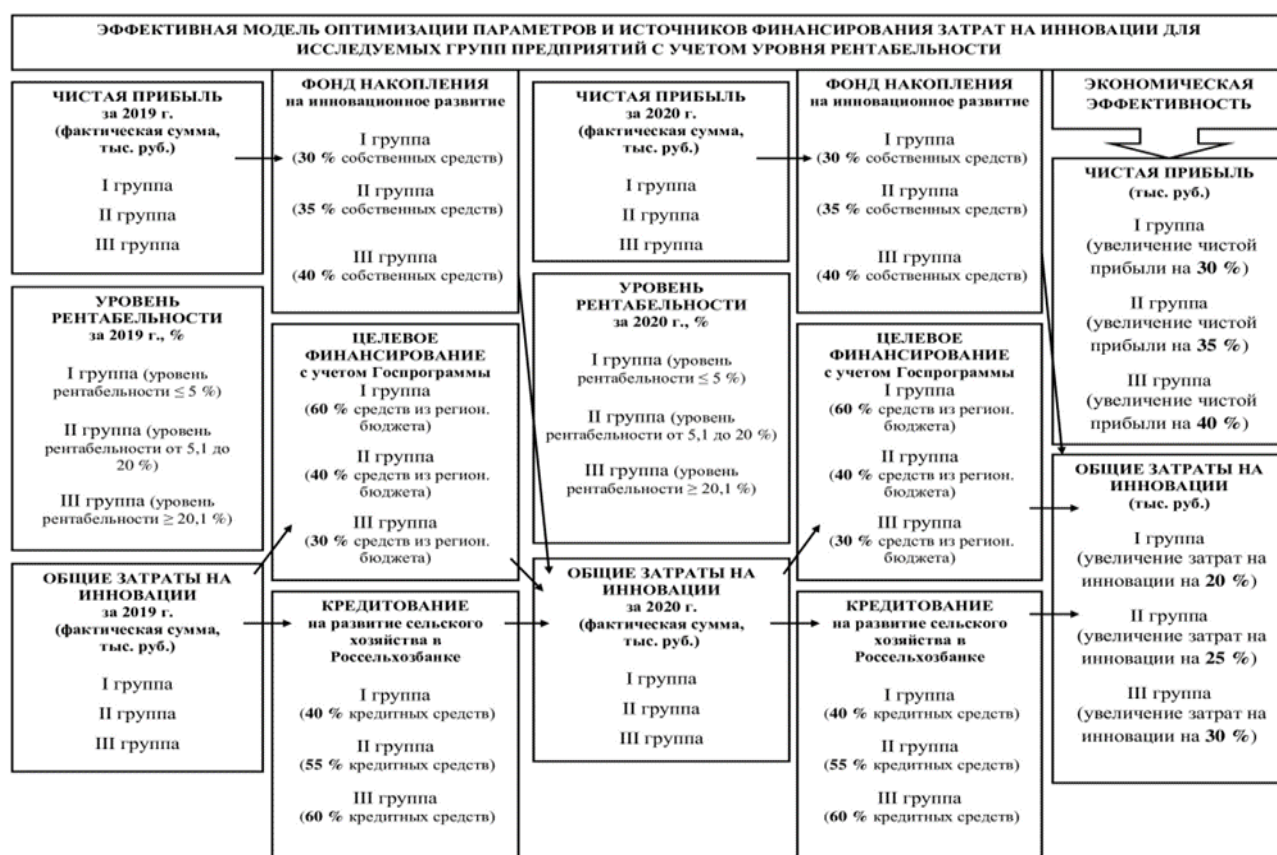 ЭФФЕКТИВНАЯ МОДЕЛЬ ОПТИМИЗАЦИИ ПАРАМЕТРОВ И ИСТОЧНИКОВ ФИНАНСИРОВАНИЯ ЗАТРАТ НА ИННОВАЦИИ ДЛЯ
ИССЛЕДУЕМЫХ ГРУПП ПРЕДПРИЯТИЙ С УЧЕТОМ УРОВНЯ РЕНТАБЕЛЬНОСТИ
ЧИСТАЯ ПРИБЫЛЬ
за 2019 г.
(фактическая сумма,
тыс. руб.)
I группа
II группа
III группа
УРОВЕНЬ
РЕНТАБЕЛЬНОСТИ
за 2019 г., %
I группа (уровень
рентабельности ≤ 5 %)
II группа (уровень
рентабельности от 5,1 до
20 %)
III группа (уровень
рентабельности ≥ 20,1 %)
ОБЩИЕ ЗАТРАТЫ НА
ИННОВАЦИИ
за 2019 г.
(фактическая сумма,
тыс. руб.)
I группа
II группа
III группа
ФОНД НАКОПЛЕНИЯ
на инновационное развитие
I группа
(30 % собственных средств)
II группа
(35 % собственных средств)
III группа
(40 % собственных средств)
ЦЕЛЕВОЕ
ФИНАНСИРОВАНИЕ
с учетом Госпрограммы
I группа
(60 % средств из регион.
бюджета)
II группа
(40 % средств из регион.
бюджета)
III группа
(30 % средств из регион.
бюджета)
КРЕДИТОВАНИЕ
на развитие сельского
хозяйства в
Россельхозбанке
I группа
(40 % кредитных средств)
II группа
(55 % кредитных средств)
III группа
(60 % кредитных средств)
ЧИСТАЯ ПРИБЫЛЬ
за 2020 г.
(фактическая сумма,
тыс. руб.)
I группа
II группа
III группа
УРОВЕНЬ
РЕНТАБЕЛЬНОСТИ
за 2020 г., %
I группа (уровень
рентабельности ≤ 5 %)
II группа (уровень
рентабельности от 5,1 до 20 %)
III группа (уровень
рентабельности ≥ 20,1 %)
ОБЩИЕ ЗАТРАТЫ НА
ИННОВАЦИИ
за 2020 г.
(фактическая сумма,
тыс. руб.)
I группа
II группа
III группа
ФОНД НАКОПЛЕНИЯ
на инновационное развитие
I группа
(30 % собственных средств)
II группа
(35 % собственных средств)
III группа
(40 % собственных средств)
ЦЕЛЕВОЕ
ФИНАНСИРОВАНИЕ
с учетом Госпрограммы
I группа
(60 % средств из регион.
бюджета)
II группа
(40 % средств из регион.
бюджета)
III группа
(30 % средств из регион.
бюджета)
КРЕДИТОВАНИЕ
на развитие сельского
хозяйства в
Россельхозбанке
I группа
(40 % кредитных средств)
II группа
(55 % кредитных средств)
III группа
(60 % кредитных средств)
ЭКОНОМИЧЕСКАЯ
ЭФФЕКТИВНОСТЬ
ЧИСТАЯ ПРИБЫЛЬ
(тыс. руб.)
I группа
(увеличение чистой
прибыли на 30 %)
II группа
(увеличение чистой
прибыли на 35 %)
III группа
(увеличение чистой
прибыли на 40 %)
ОБЩИЕ ЗАТРАТЫ НА
ИННОВАЦИИ
(тыс. руб.)
I группа
(увеличение затрат на
инновации на 20 %)
II группа
(увеличение затрат на
инновации на 25 %)
III группа
(увеличение затрат на
инновации на 30 %)